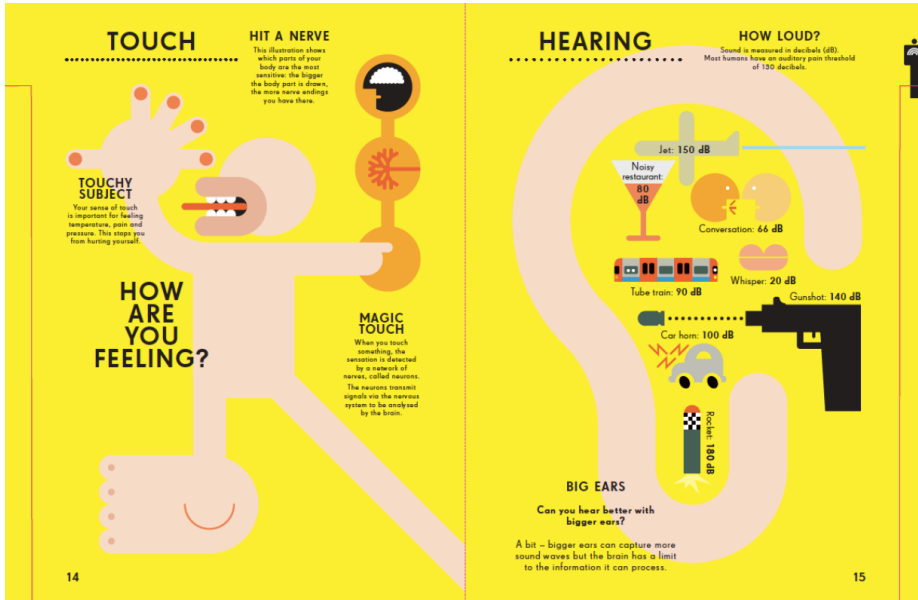 TOUCH
HIT A NERVE
This illustration shows
which parts of your
body are the most
sensitive: the bigger
the body part is drawn,
the more nerve endings
you have there.
TOUCHY
SUBJECT
Your sense of touch
is important for feeling
temperature, pain and
pressure. This stops you
from hurting yourself.
HOW
ARE
YOU
FEELING?
MAGIC
TOUCH
When you touch
something, the
sensation is detected
by a network of
nerves, called neurons.
The neurons transmit
signals via the nervous
system to be analysed
by the brain.
14
HEARING
HOW LOUD?
Sound is measured in decibels (dB).
Most humans have an auditory pain threshold
of 130 decibels.
Jet: 150 dB
Noisy
restaurant:
80
dB
Conversation: 66 dB
Whisper: 20 dB
Tube train: 90 dB
Gunshot: 140 dB
Car horn: 100 dB
Rocket: 180 dB
BIG EARS
Can you hear better with
bigger ears?
A bit – bigger ears can capture more
sound waves but the brain has a limit
to the information it can process.
15